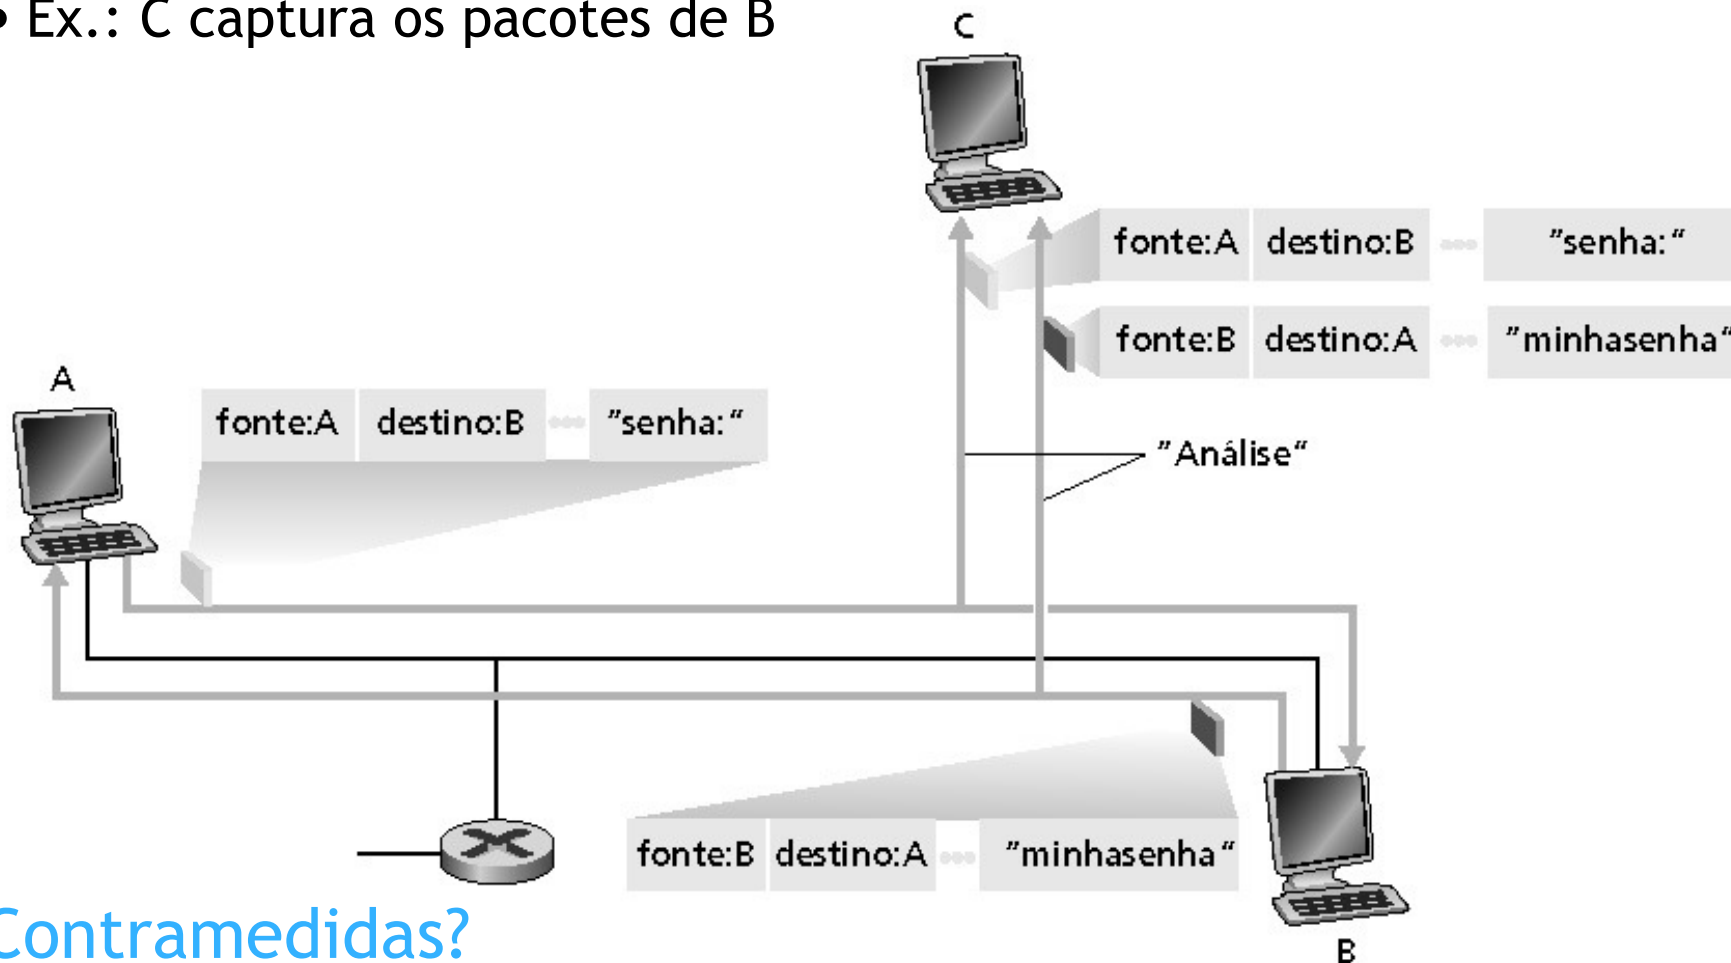 • Ex.: C captura os pacotes de B
C
fonte:A destino:B ••• "senha:"
fonte:B destino:A ••• "minhasenha"
A
fonte:A destino:B ••• "senha:"
"Análise"
fonte:B destino:A ••• "minhasenha"
Contramedidas?
B